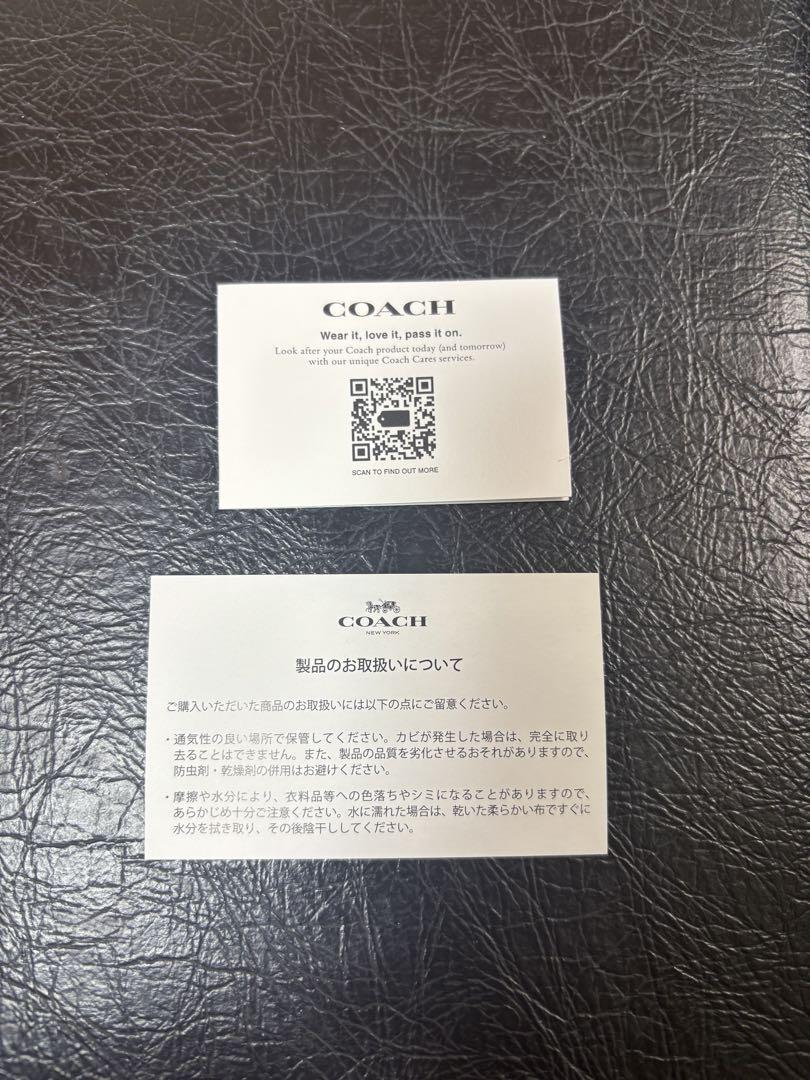 COACH
Wear it, love it, pass it on.
Look after your Coach product today (and tomorrow)
with our unique Coach Cares services.
SCAN TO FIND OUT MORE
COACH
NEW YORK
製品のお取扱いについて
ご購入いただいた商品のお取扱いには以下の点にご留意ください。
・通気性の良い場所で保管してください。カビが発生した場合は、完全に取り
去ることはできません。また、製品の品質を劣化させるおそれがありますので、
防虫剤・乾燥剤の併用はお避けください。
・摩擦や水分により、衣料品等への色落ちやシミになることがありますので、
あらかじめ十分ご注意ください。水に濡れた場合は、乾いた柔らかい布ですぐに
水分を拭き取り、その後陰干ししてください。